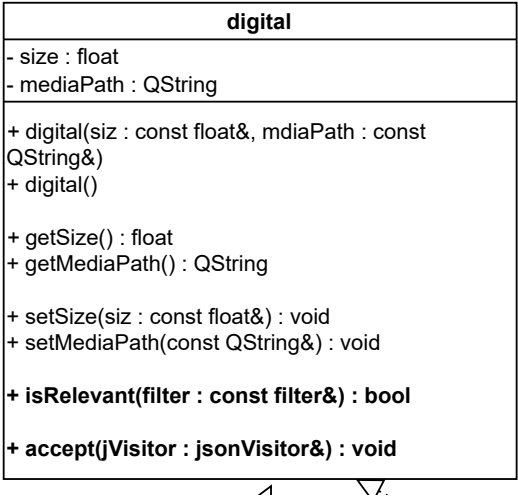 digital
- size : float
- mediaPath : QString
+ digital(siz : const float&, mdiaPath : const
QString&)
+ digital()
+ getSize() : float
+ getMediaPath() : QString
+ setSize(siz : const float&) : void
+ setMediaPath(const QString&) : void
+ isRelevant(filter : const filter&) : bool
+ accept(jVisitor : jsonVisitor&) : void